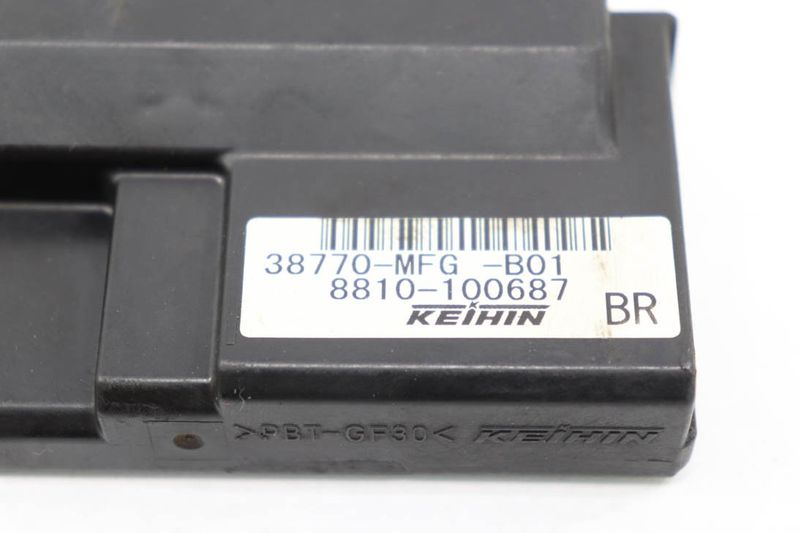 38770-MFG -B01
8810-100687
KEIHIN BR
>PBT-GF30< KEIHIN